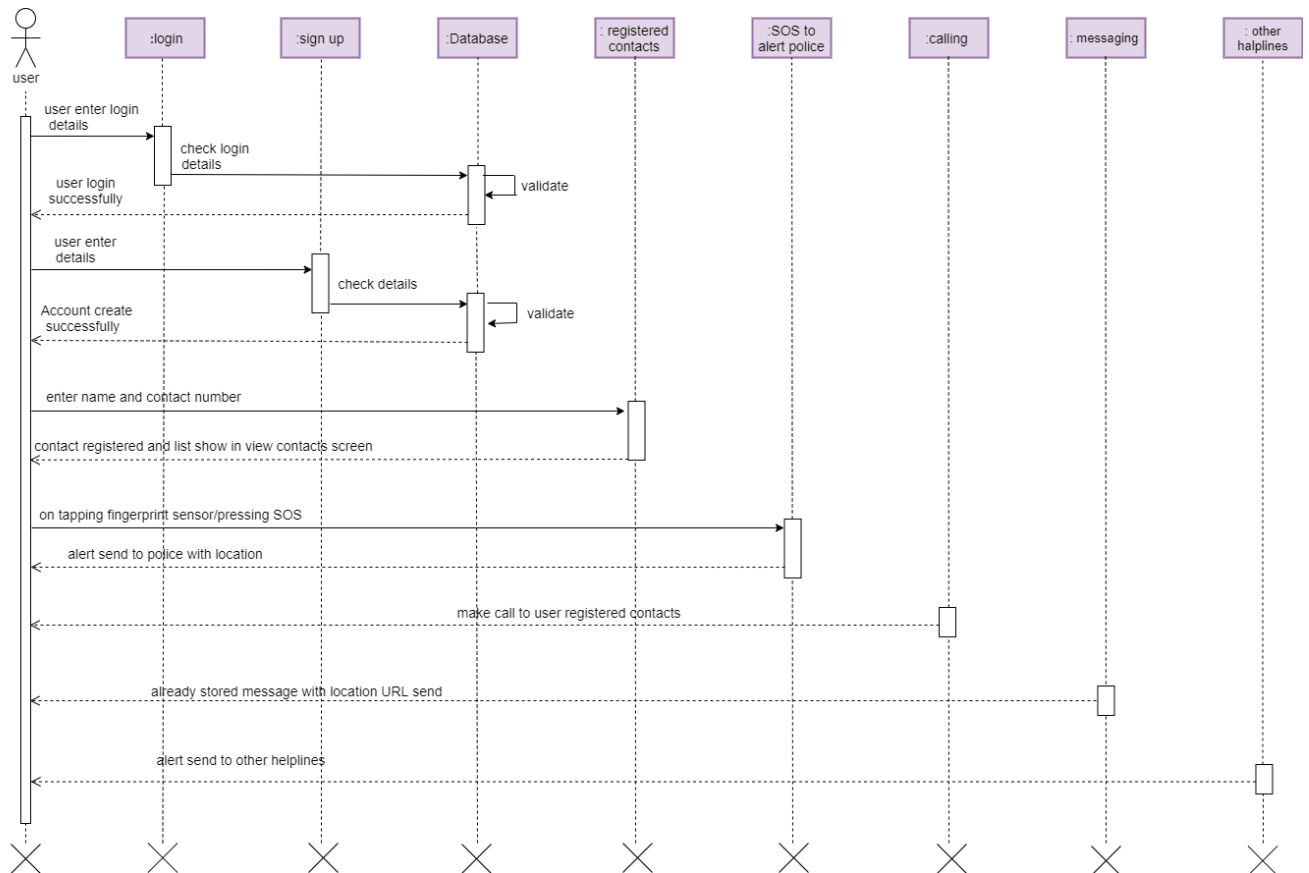 user
:login
:sign up
:Database
: registered
contacts
:SOS to
alert police
:calling
: messaging
: other
halplines
user enter login
details
check login
details
validate
user login
successfully
user enter
details
check details
validate
Account create
successfully
enter name and contact number
contact registered and list show in view contacts screen
on tapping fingerprint sensor/pressing SOS
alert send to police with location
make call to user registered contacts
already stored message with location URL send
alert send to other helplines